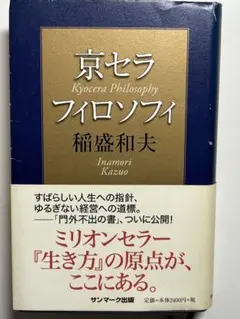 京セラ
Kyocera Philosophy
フィロソフィ
稲盛和夫
Inamori
Kazuo
すばらしい人生への指針、
ゆるぎない経営への道標。
――「門外不出の書」、ついに公開!
ミリオンセラー
『生き方』の原点が、
ここにある。
サンマーク出版
定価=本体2400円+税